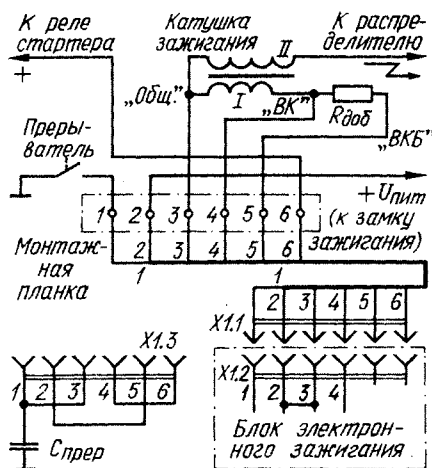 К реле
стартера
+
Катушка
зажигания
К распре-
делителю
II
„Общ."
I
„ВК"
Rдоб
„ВКБ"
Преры-
ватель
+Uпит
(к замку
зажигания)
1 2 3 4 5 6
Монтаж-
ная
планка
2 3 4 5 6
1 1
2 3 4 5 6
X1.1
X1.3
1 2 3 4 5 6
X1.2
1 2 3 4
Спрер
Блок электрон-
ного зажигания